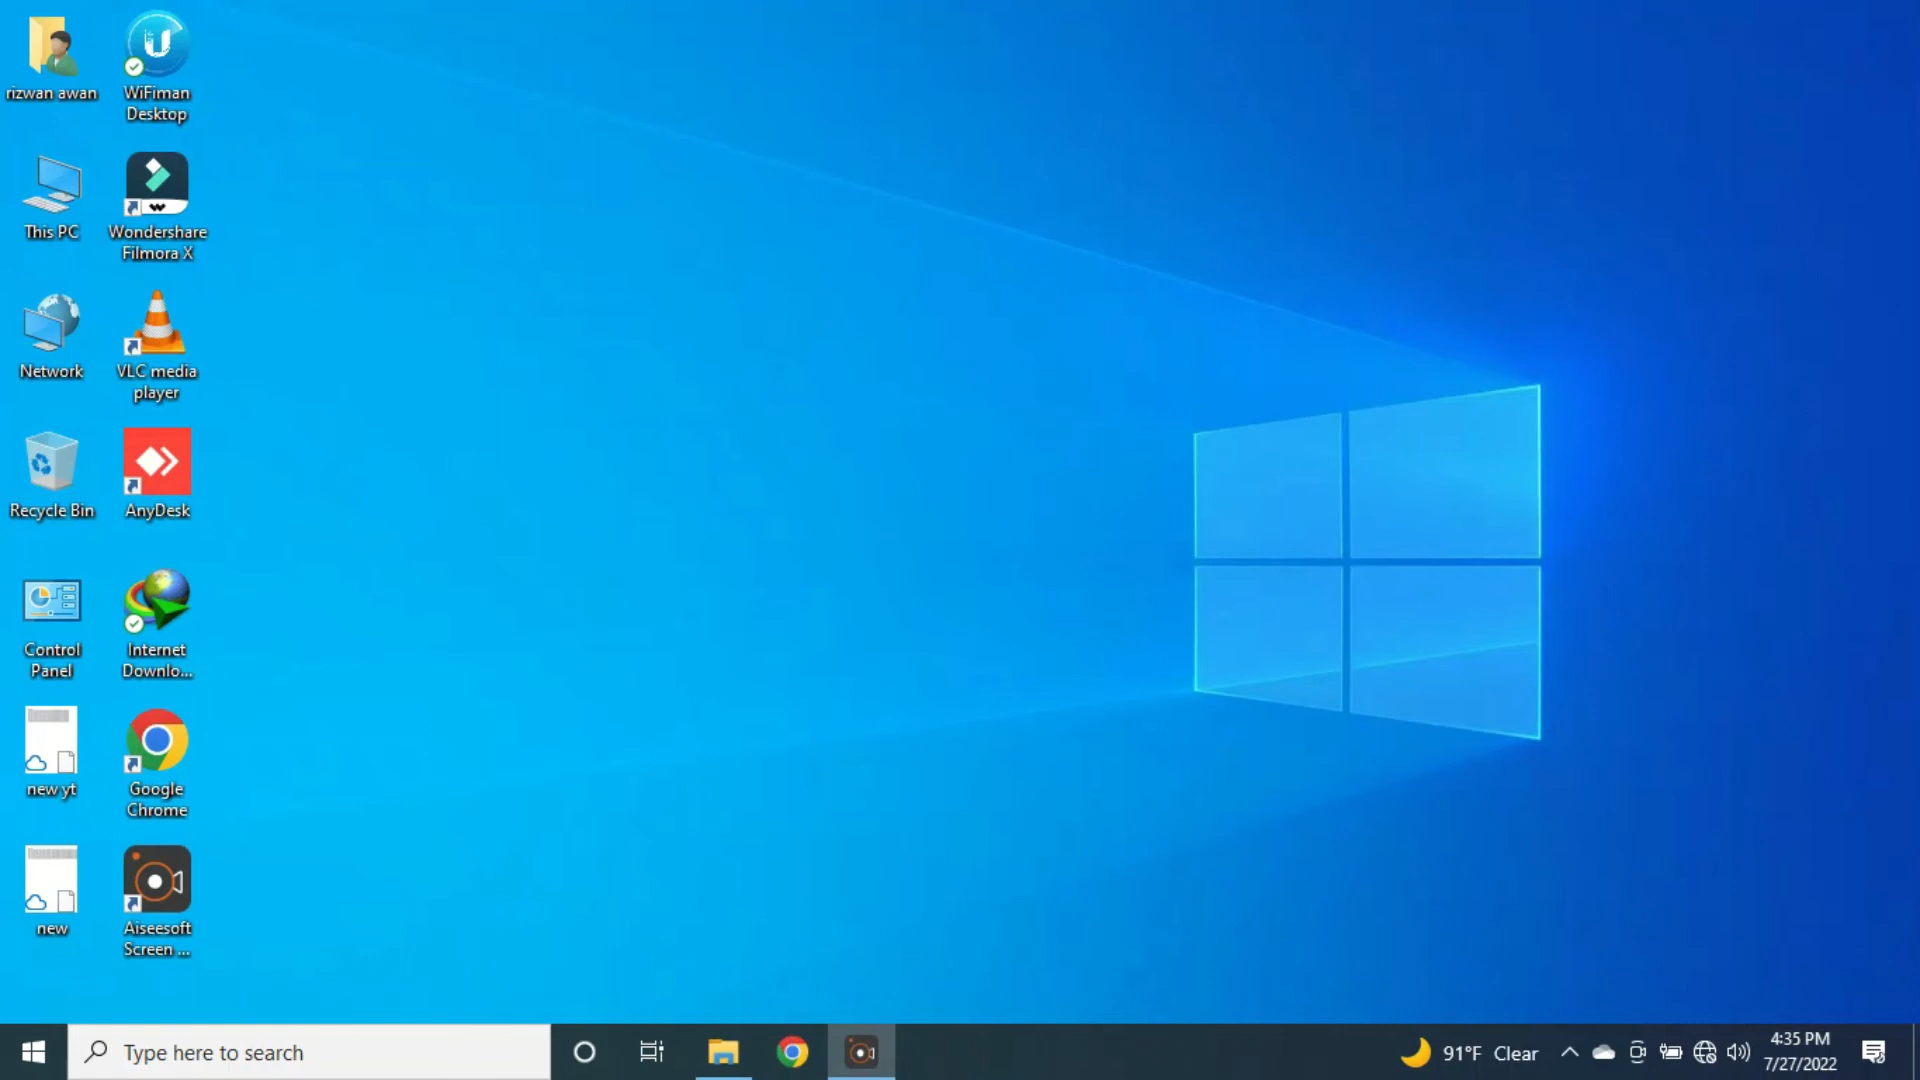 rizwan awan
WiFiman
Desktop
This PC
Wondershare
Filmora X
Network
VLC media
player
Recycle Bin
AnyDesk
Control
Panel
Internet
Downlo...
new yt
Google
Chrome
new
Aiseesoft
Screen ...
Type here to search
91°F Clear
4:35 PM
7/27/2022